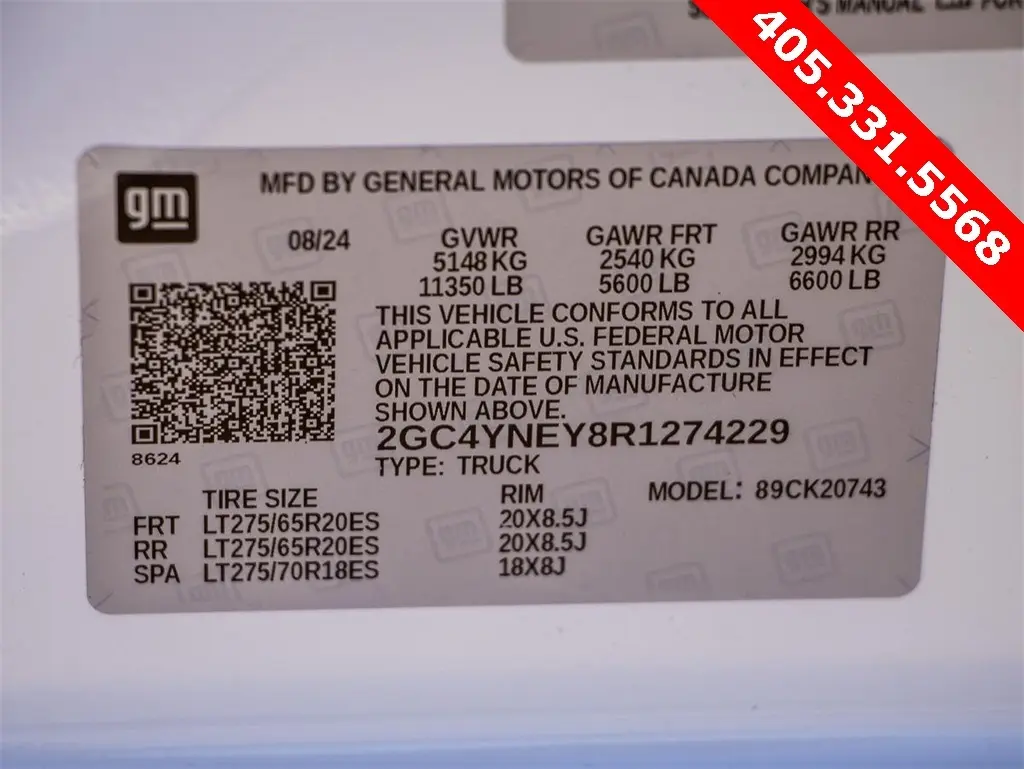 'S MANUAL
405.331.5568
gm
MFD BY GENERAL MOTORS OF CANADA COMPAN
08/24 GVWR GAWR FRT GAWR RR
5148 KG 2540 KG 2994 KG
11350 LB 5600 LB 6600 LB
THIS VEHICLE CONFORMS TO ALL
APPLICABLE U.S. FEDERAL MOTOR
VEHICLE SAFETY STANDARDS IN EFFECT
ON THE DATE OF MANUFACTURE
SHOWN ABOVE.
2GC4YNEY8R1274229
8624
TYPE: TRUCK
TIRE SIZE RIM MODEL: 89CK20743
FRT LT275/65R20ES 20X8.5J
RR LT275/65R20ES 20X8.5J
SPA LT275/70R18ES 18X8J